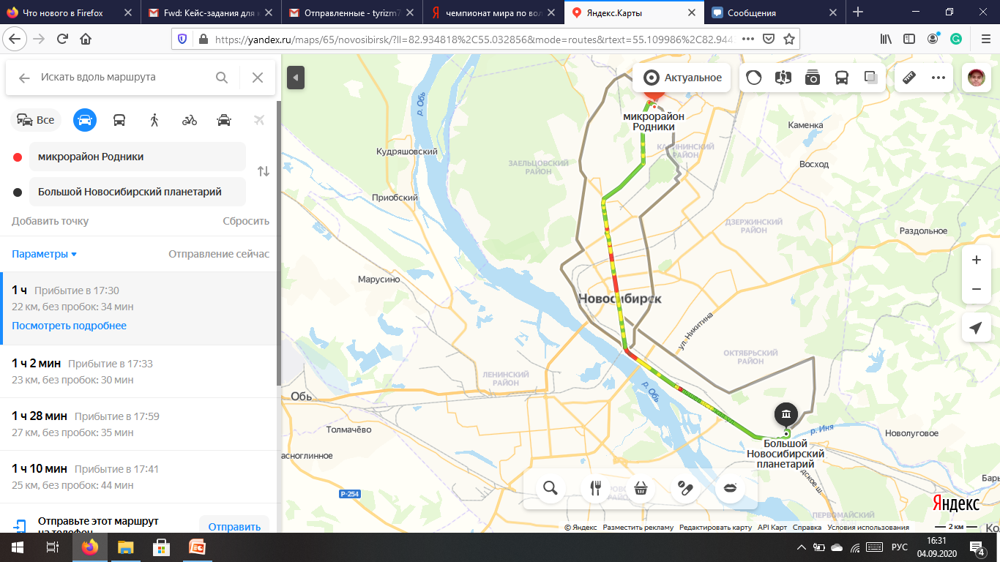 Что нового в Firefox
Fwd: Кейс-задания для к
Отправленные - tyrizm7
чемпионат мира по вол
Яндекс.Карты
Сообщения
https://yandex.ru/maps/65/novosibirsk/?ll=82.934818%2C55.032856&mode=routes&rtext=55.109986%2C82.944
Искать вдоль маршрута
Все
микрорайон Родники
Большой Новосибирский планетарий
Добавить точку
Сбросить
Параметры
Отправление сейчас
1 ч Прибытие в 17:30
22 км, без пробок: 34 мин
Посмотреть подробнее
1 ч 2 мин Прибытие в 17:33
23 км, без пробок: 30 мин
1 ч 28 мин Прибытие в 17:59
27 км, без пробок: 35 мин
1 ч 10 мин Прибытие в 17:41
25 км, без пробок: 44 мин
Отправьте этот маршрут
на телефон
Отправить
Актуальное
р. Обь
микрорайон
Родники
Каменка
Кудряшовский
КАЛИНИНСКИЙ
РАЙОН
ЗАЕЛЬЦОВСКИЙ
РАЙОН
Восход
Приобский
ДЗЕРЖИНСКИЙ
РАЙОН
Раздольное
Марусино
Новосибирск
ул. Никитина
ОКТЯБРЬСКИЙ
РАЙОН
ЛЕНИНСКИЙ
РАЙОН
р. Обь
Обь
Толмачёво
р. Иня
Новолуговое
Большой
Новосибирский
планетарий
аснoглинное
дское ш.
Барь
Р-254
РАЙОН
ПЕРВОМАЙСКИЙ
Яндекс
© Яндекс
Разместить рекламу
Редактировать карту
API Карт
Справка
Условия использования
2 км
Ко
РУС
16:31
04.09.2020
4